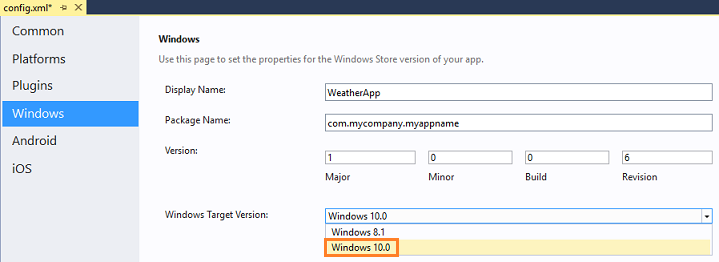 config.xml*
Common
Platforms
Plugins
Windows
Android
iOS
Windows
Use this page to set the properties for the Windows Store version of your app.
Display Name: WeatherApp
Package Name: com.mycompany.myappname
Version: 1 0 0 6
Major Minor Build Revision
Windows Target Version: Windows 10.0
Windows 8.1
Windows 10.0